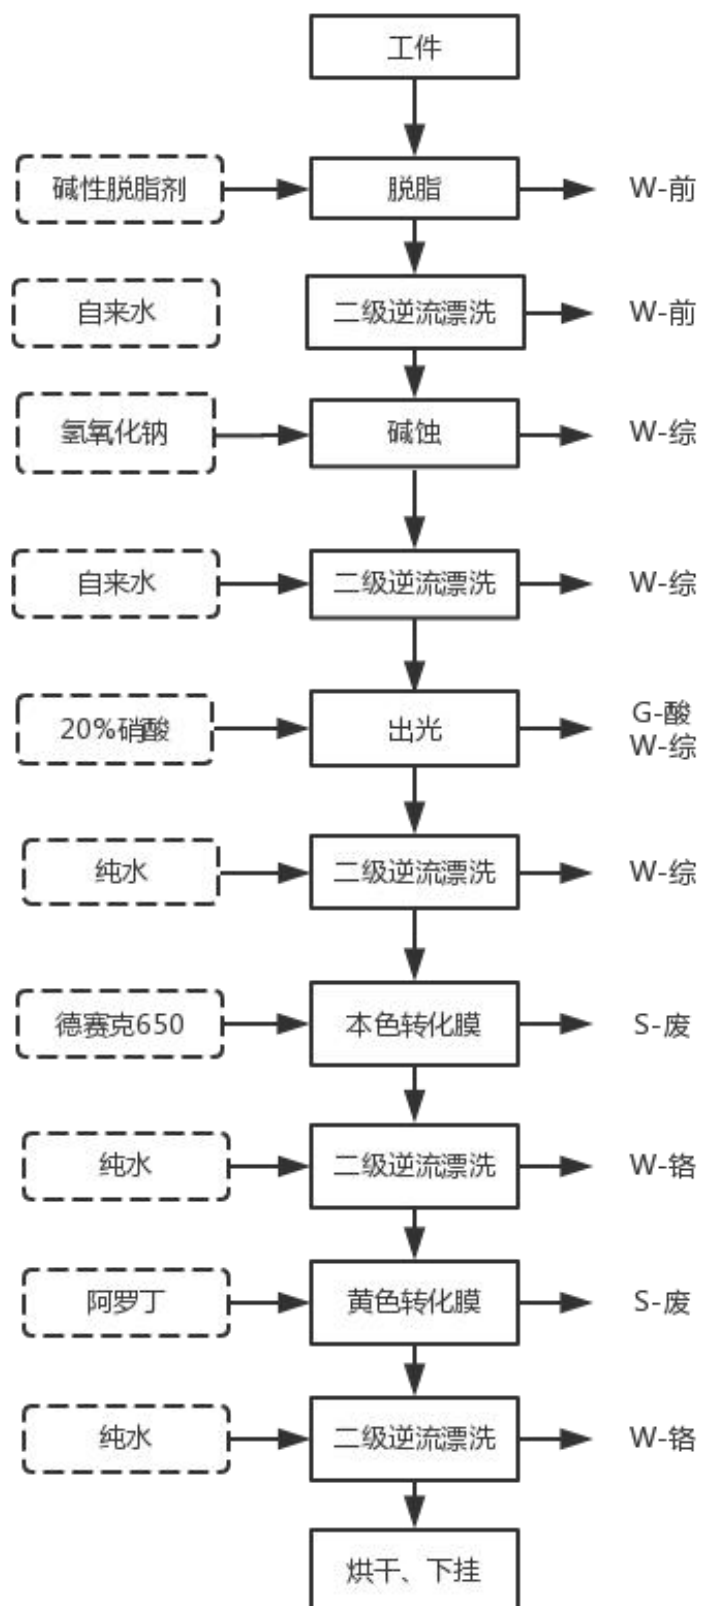 工件
碱性脱脂剂
脱脂
W-前
自来水
二级逆流漂洗
W-前
氢氧化钠
碱蚀
W-综
自来水
二级逆流漂洗
W-综
20%硝酸
出光
G-酸
W-综
纯水
二级逆流漂洗
W-综
德赛克650
本色转化膜
S-废
纯水
二级逆流漂洗
W-铬
阿罗丁
黄色转化膜
S-废
纯水
二级逆流漂洗
W-铬
烘干、下挂